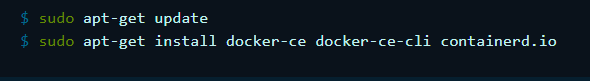 $ sudo apt-get update
$ sudo apt-get install docker-ce docker-ce-cli containerd.io